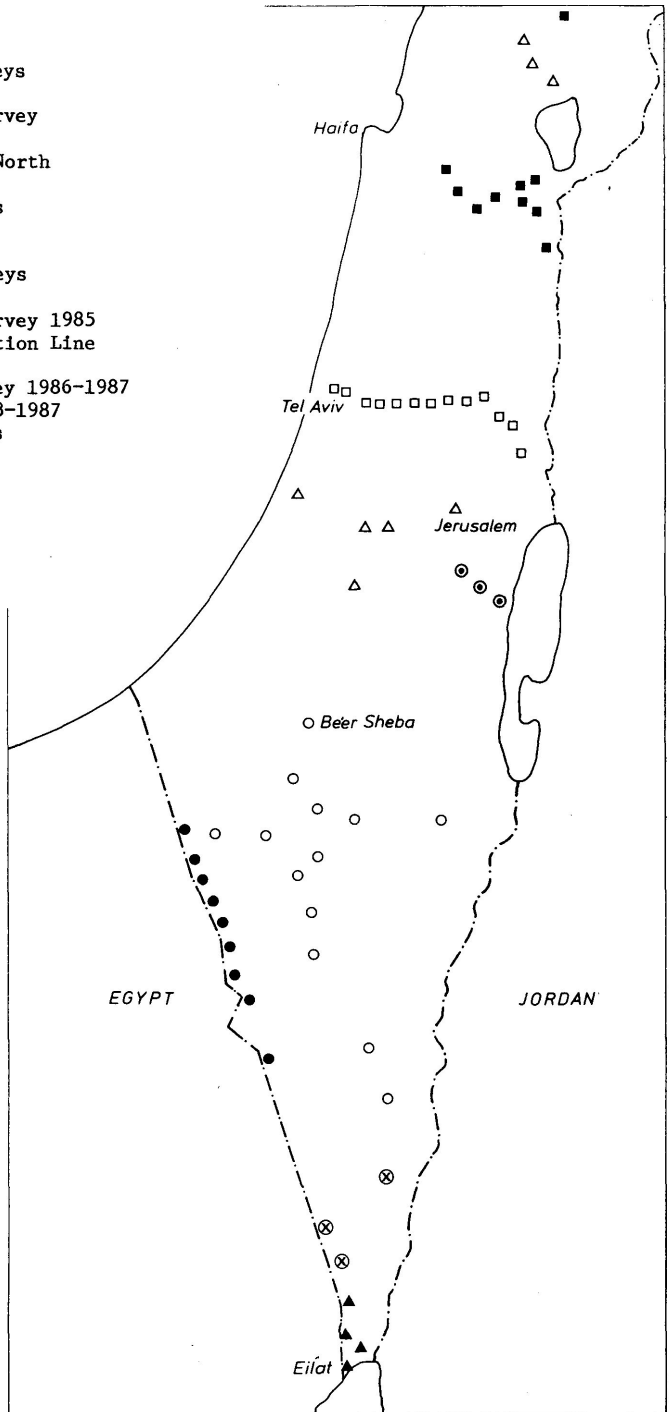 eys
rvey
North
s
eys
rvey 1985
tion Line
ey 1986-1987
8-1987
s
Haifa
Tel Aviv
Jerusalem
Be'er Sheba
EGYPT
JORDAN
Eilat